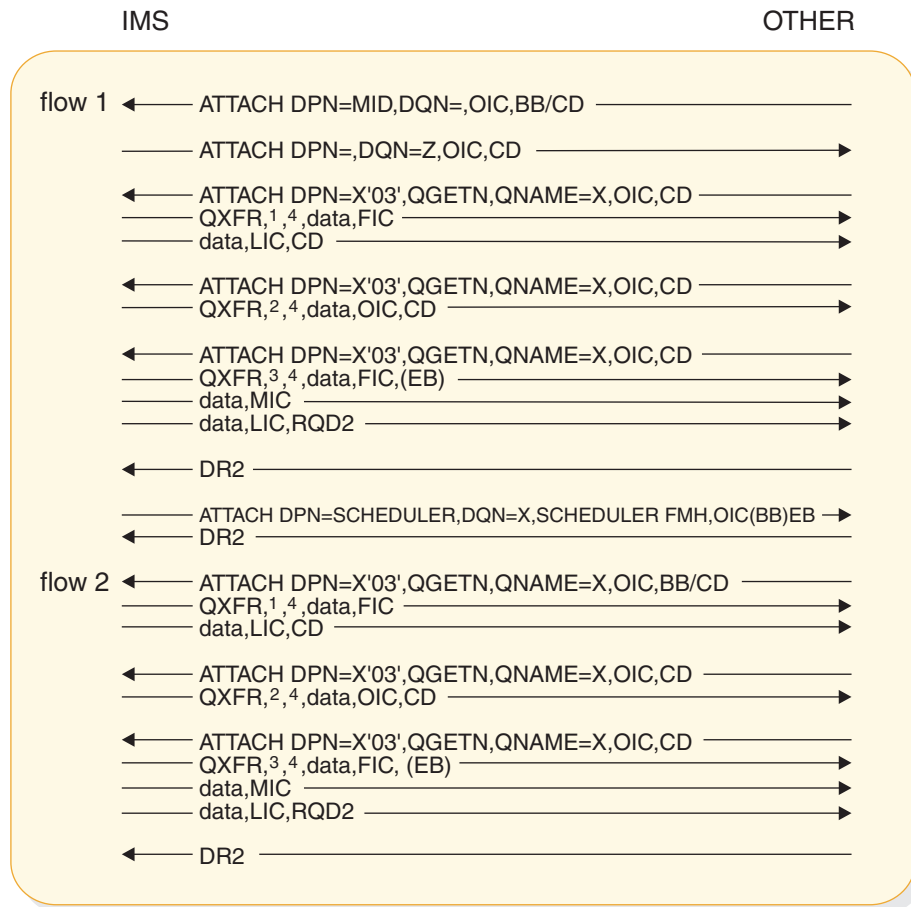 IMS OTHER
flow 1 ATTACH DPN=MID,DQN=,OIC,BB/CD
ATTACH DPN=,DQN=Z,OIC,CD
ATTACH DPN=X'03',QGETN,QNAME=X,OIC,CD
QXFR,1,4,data,FIC
data,LIC,CD
ATTACH DPN=X'03',QGETN,QNAME=X,OIC,CD
QXFR,2,4,data,OIC,CD
ATTACH DPN=X'03',QGETN,QNAME=X,OIC,CD
QXFR,3,4,data,FIC,(EB)
data,MIC
data,LIC,RQD2
DR2
ATTACH DPN=SCHEDULER,DQN=X,SCHEDULER FMH,OIC(BB)EB
DR2
flow 2 ATTACH DPN=X'03',QGETN,QNAME=X,OIC,BB/CD
QXFR,1,4,data,FIC
data,LIC,CD
ATTACH DPN=X'03',QGETN,QNAME=X,OIC,CD
QXFR,2,4,data,OIC,CD
ATTACH DPN=X'03',QGETN,QNAME=X,OIC,CD
QXFR,3,4,data,FIC, (EB)
data,MIC
data,LIC,RQD2
DR2